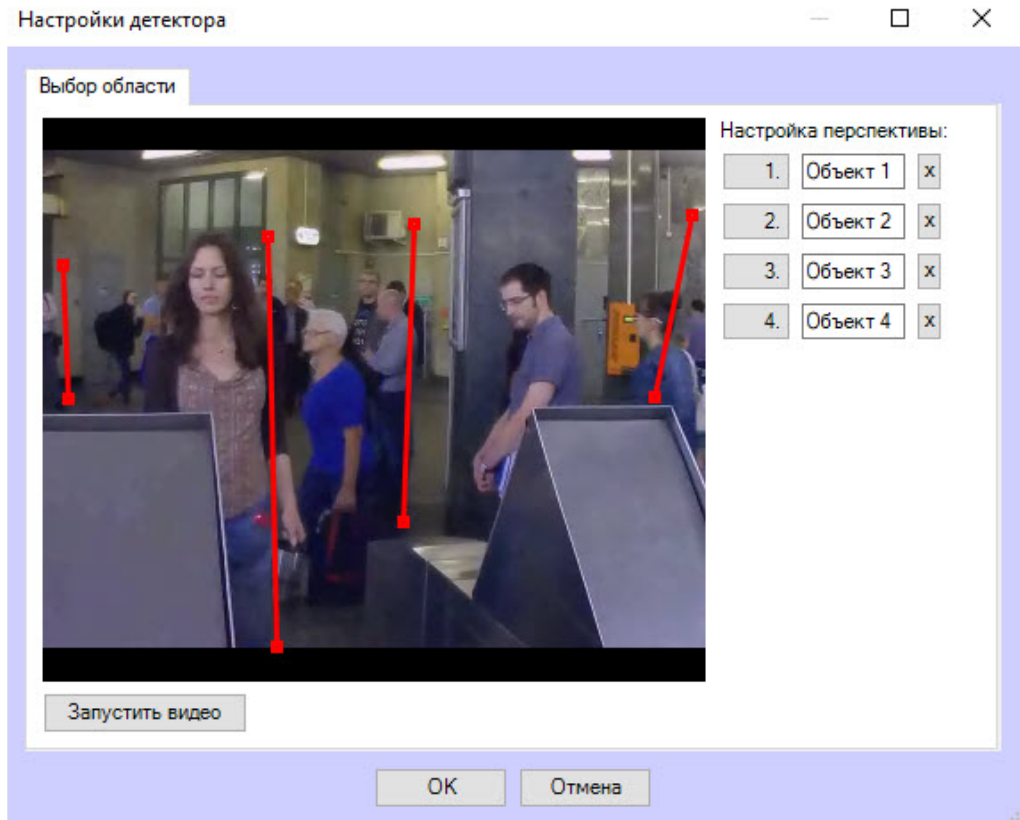 Настройки детектора
Выбор области
Настройка перспективы:
1. Объект 1 x
2. Объект 2 x
3. Объект 3 x
4. Объект 4 x
Запустить видео
OK Отмена